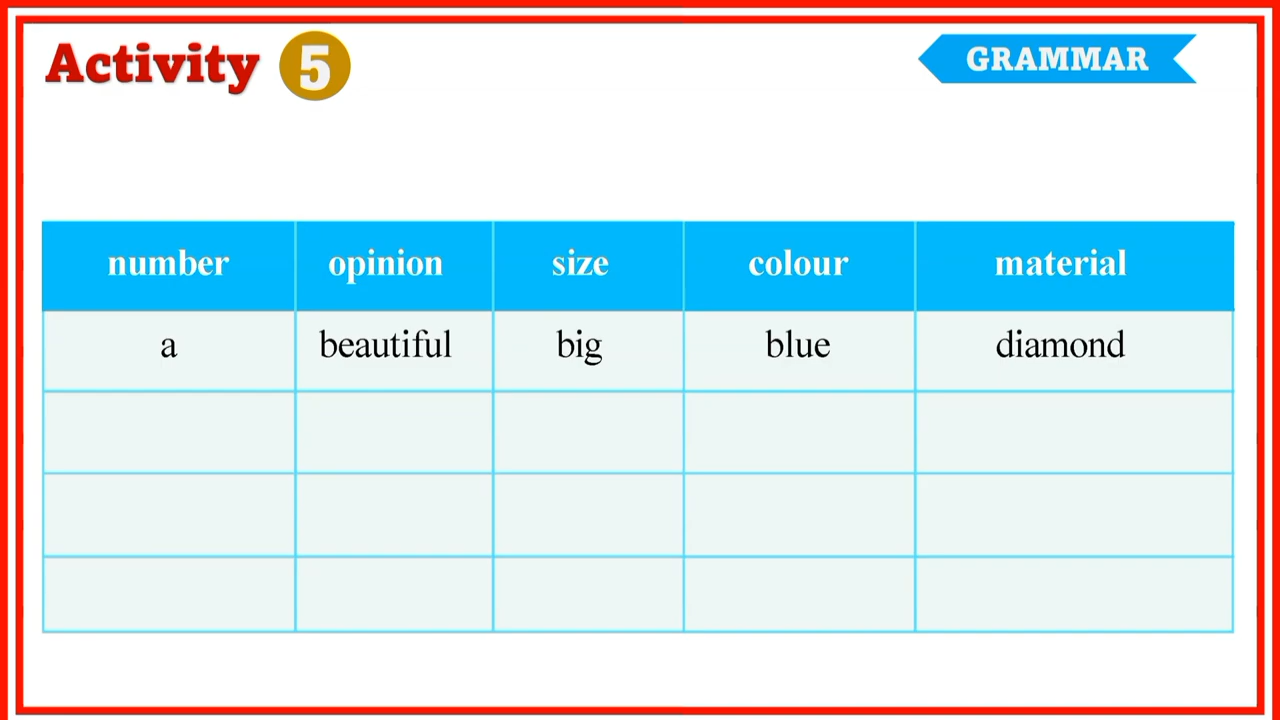 Activity 5
GRAMMAR
number opinion size colour material
a beautiful big blue diamond